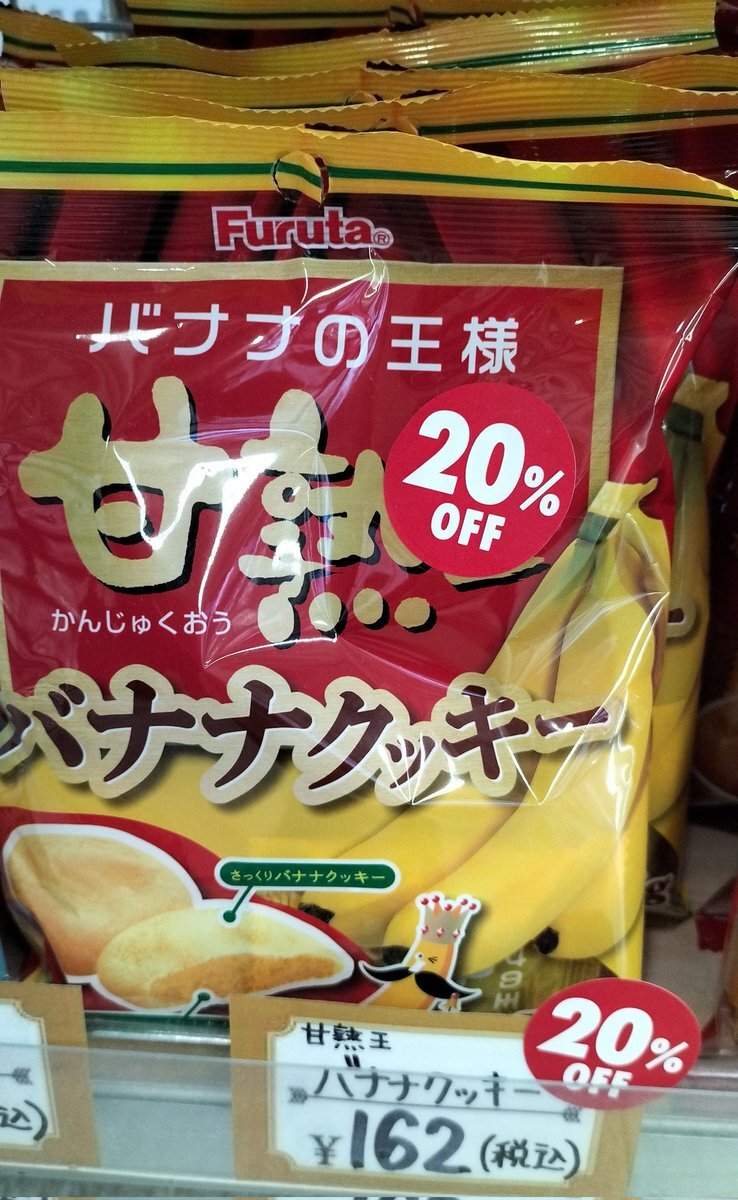 Furuta®
バナナの王様
甘熟
20%
OFF
かんじゅくおう
バナナクッキー
さっくりバナナクッキー
甘熟王
バナナクッキー
20%
OFF
¥162(税込)
込)